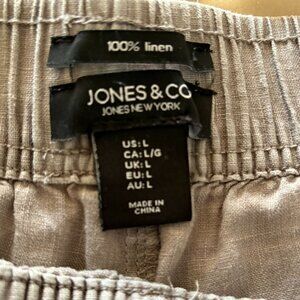 100% linen
JONES & CO
JONES NEW YORK
US: L
CA: L/G
UK: L
EU: L
AU: L
MADE IN
CHINA